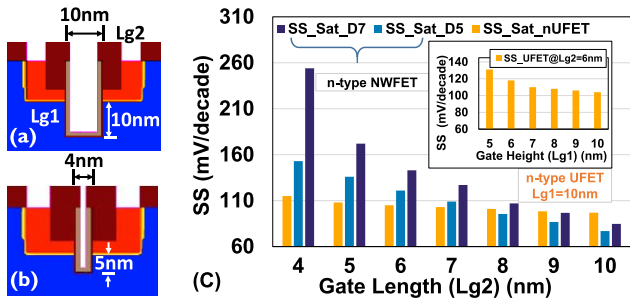 10nm
Lg2
Lg1
10nm
(a)
4nm
5nm
(b)
(C)
SS_Sat_D7 SS_Sat_D5 SS_Sat_nUFET
n-type NWFET
SS (mV/decade)
310
260
210
160
110
60
4 5 6 7 8 9 10
Gate Length (Lg2) (nm)
SS_UFET@Lg2=6nm
SS (mV/decade)
140
120
100
80
60
5 6 7 8 9 10
Gate Height (Lg1) (nm)
n-type UFET
Lg1=10nm